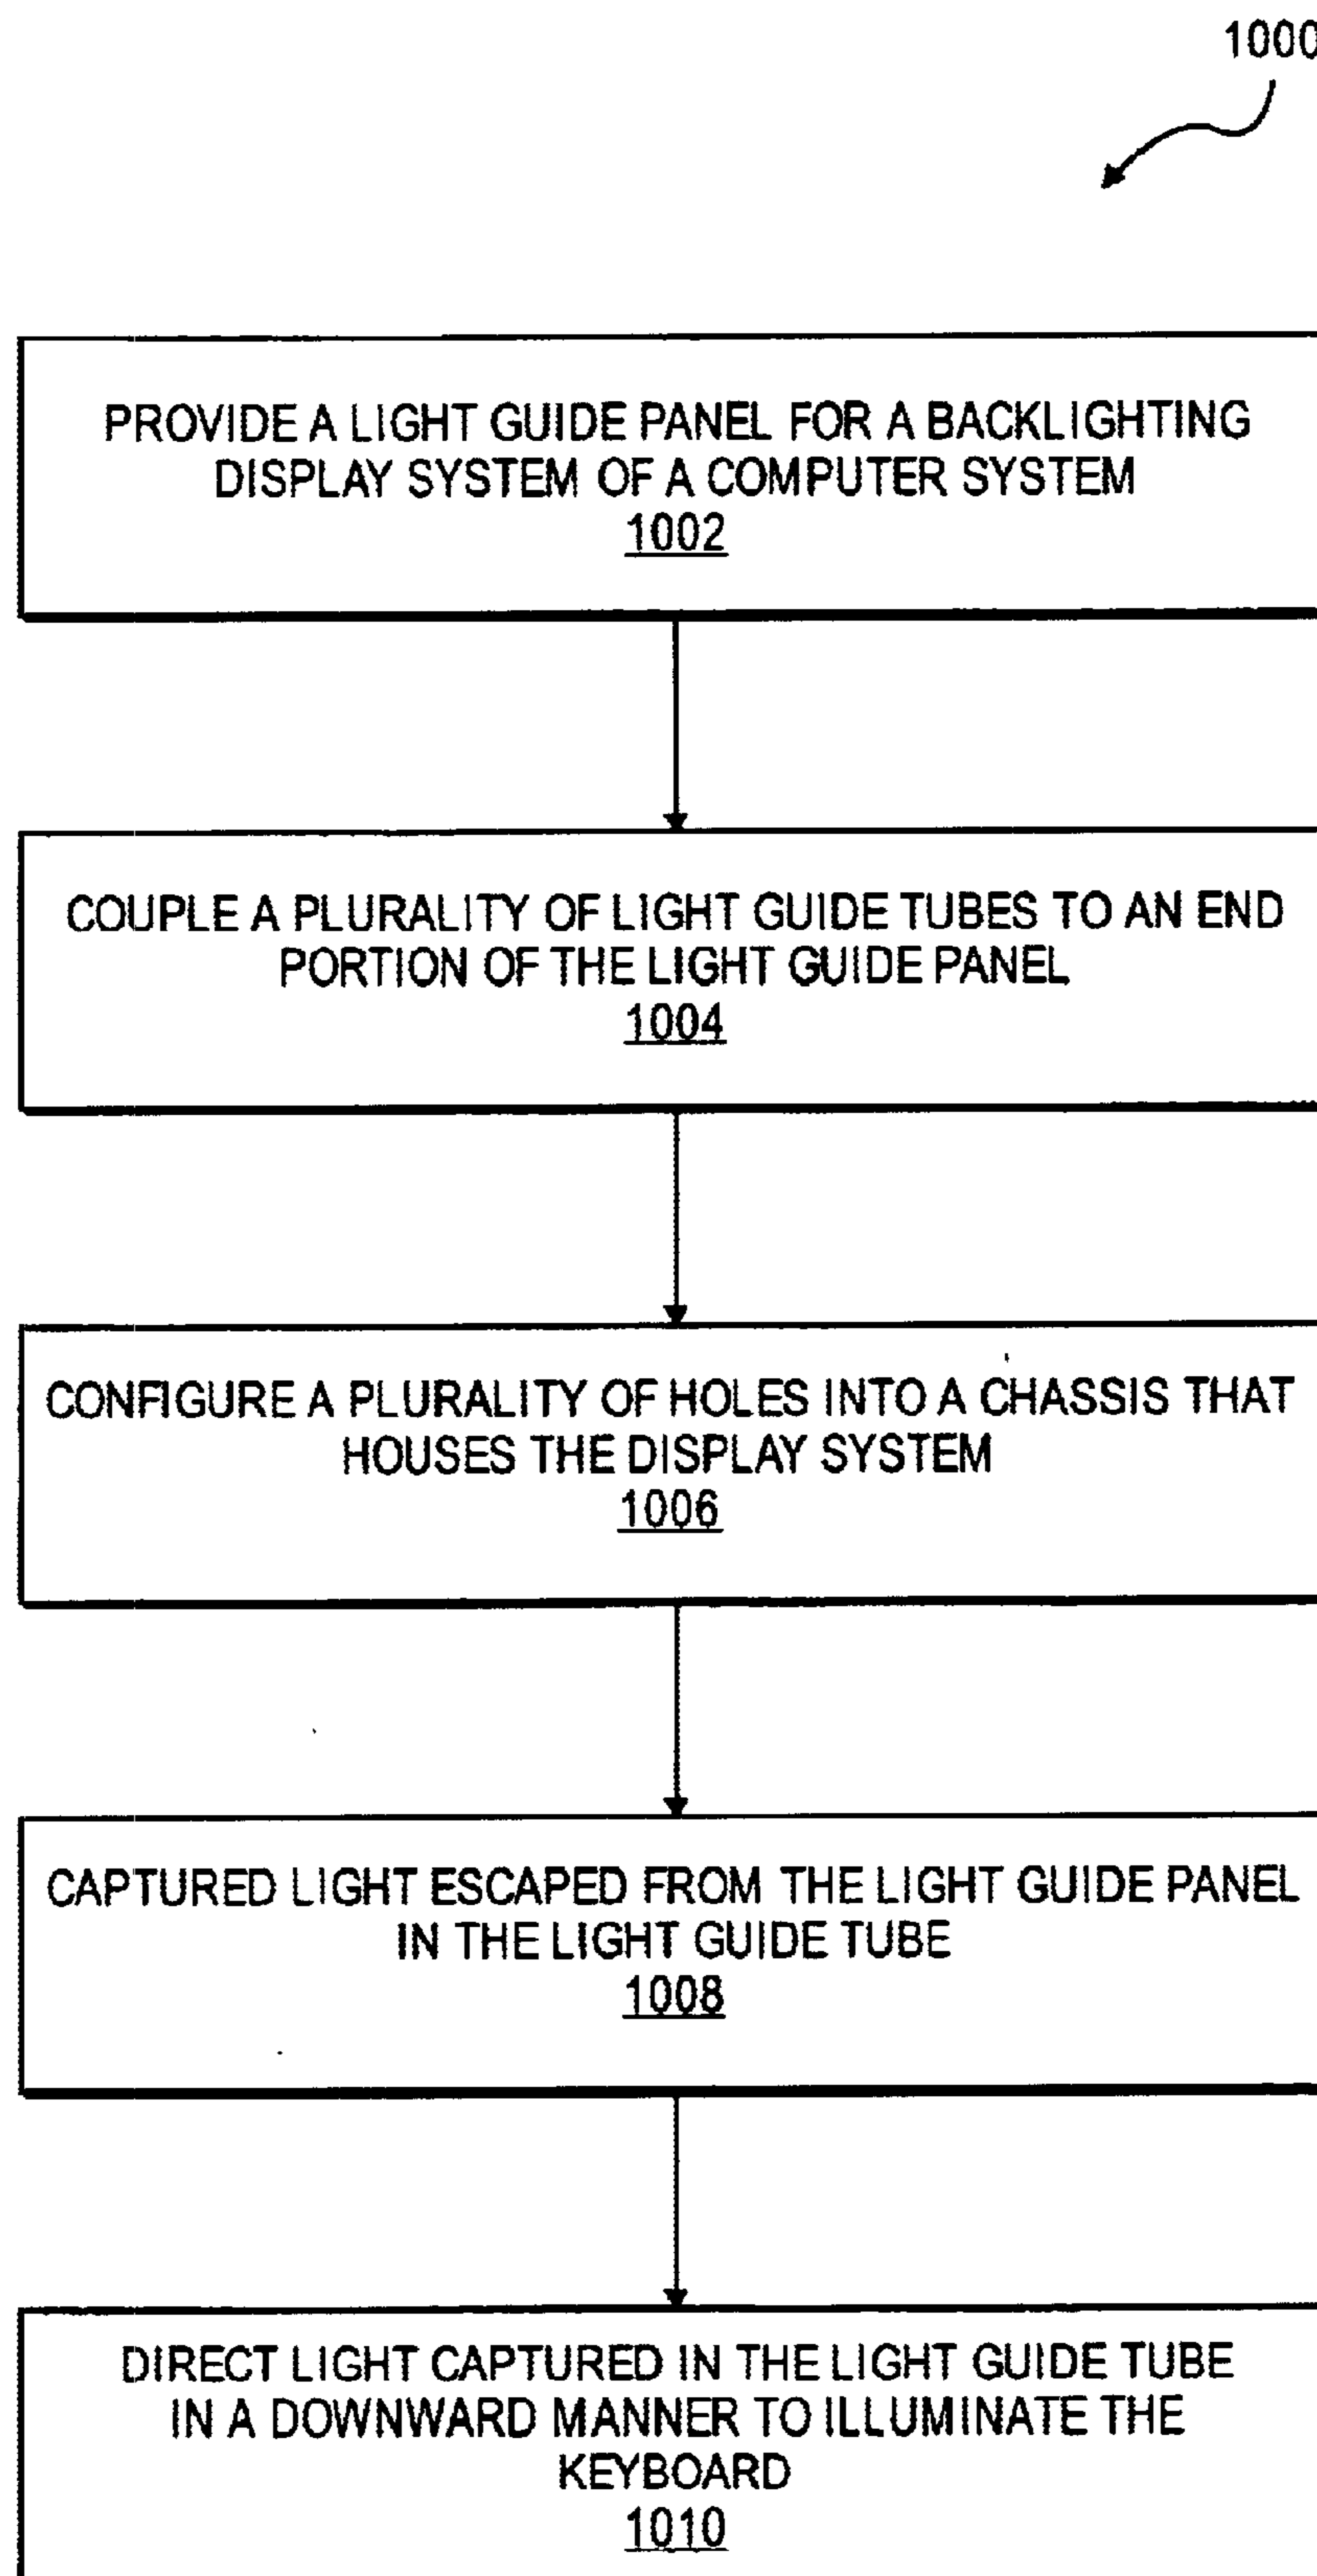 1000
PROVIDE A LIGHT GUIDE PANEL FOR A BACKLIGHTING
DISPLAY SYSTEM OF A COMPUTER SYSTEM
1002
COUPLE A PLURALITY OF LIGHT GUIDE TUBES TO AN END
PORTION OF THE LIGHT GUIDE PANEL
1004
CONFIGURE A PLURALITY OF HOLES INTO A CHASSIS THAT
HOUSES THE DISPLAY SYSTEM
1006
CAPTURED LIGHT ESCAPED FROM THE LIGHT GUIDE PANEL
IN THE LIGHT GUIDE TUBE
1008
DIRECT LIGHT CAPTURED IN THE LIGHT GUIDE TUBE
IN A DOWNWARD MANNER TO ILLUMINATE THE
KEYBOARD
1010